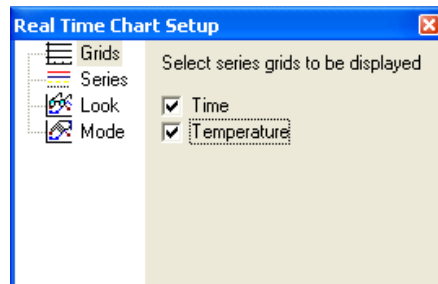 Real Time Chart Setup
Grids
Series
Look
Mode
Select series grids to be displayed
Time
Temperature